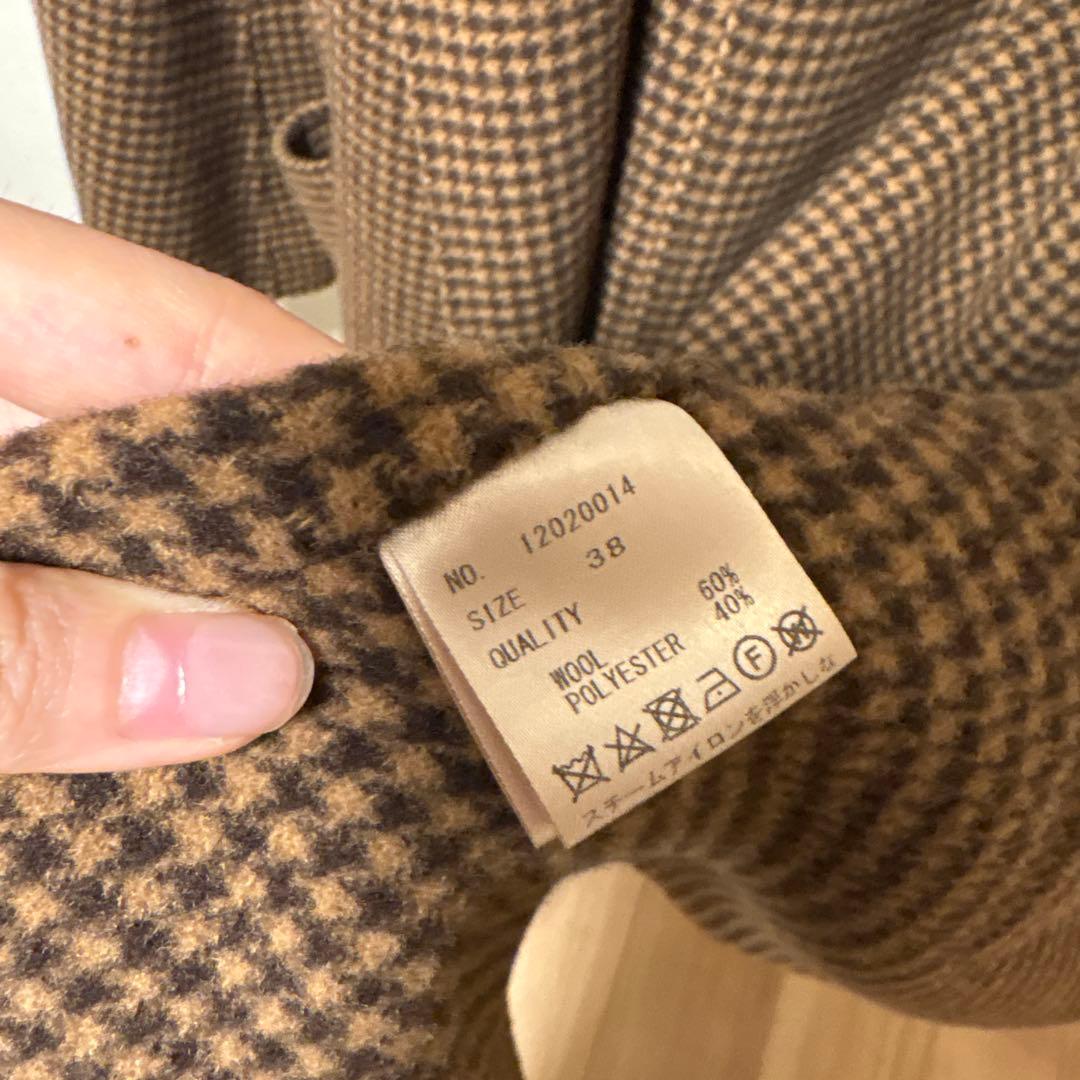 NO. 12020014
SIZE 38
QUALITY
WOOL 60%
POLYESTER 40%
F W
スチームアイロンを浮かしな